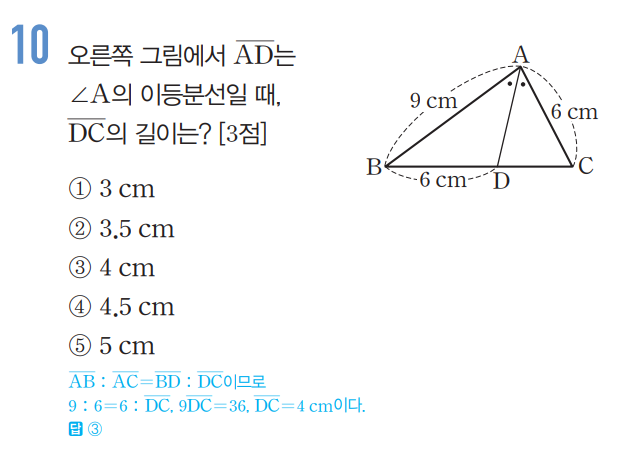 10
오른쪽 그림에서 AD는
∠A의 이등분선일 때,
DC의 길이는? [3점]
① 3 cm
② 3.5 cm
③ 4 cm
④ 4.5 cm
⑤ 5 cm
A
9 cm
6 cm
B
6 cm
D
C
AB : AC=BD : DC이므로
9 : 6=6 : DC, 9DC=36, DC=4 cm이다.
답 ③